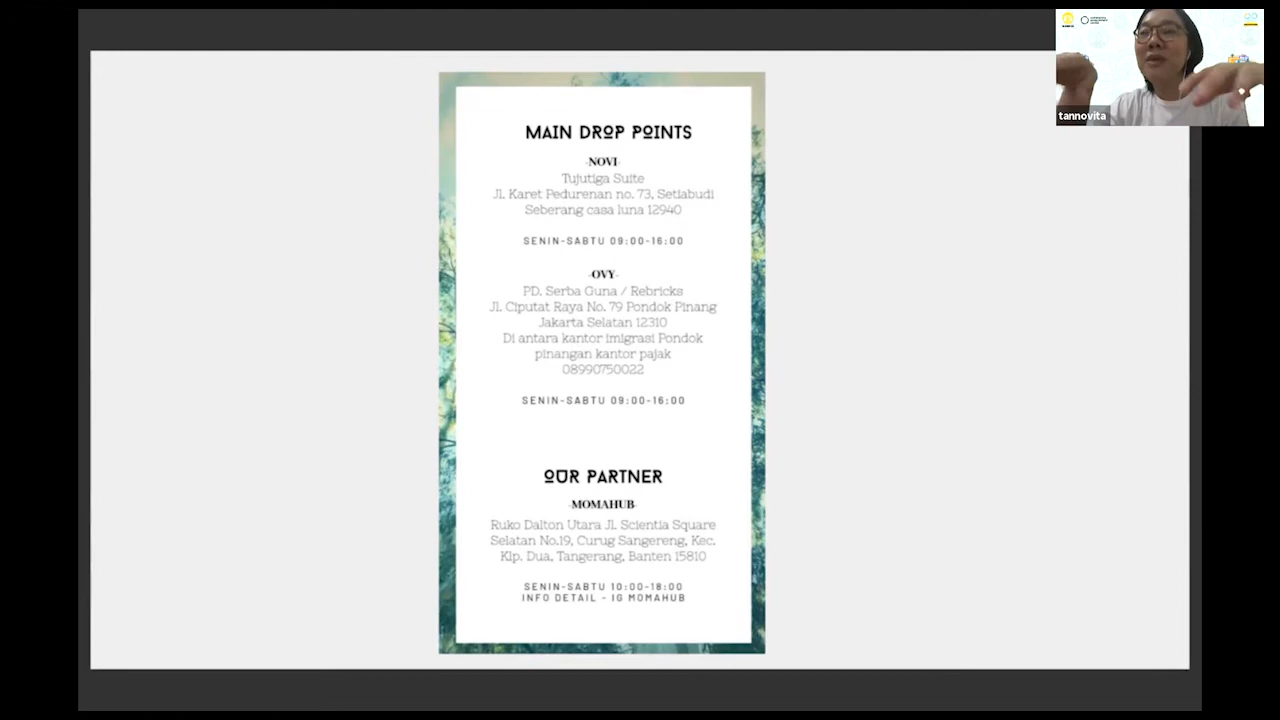 MAIN DROP POINTS
-NOVI-
Tujutiga Suite
Jl. Karet Pedurenan no. 73, Setiabudi
Seberang casa luna 12940
SENIN-SABTU 09:00-16:00
-OVY-
PD. Serba Guna / Rebricks
Jl. Ciputat Raya No. 79 Pondok Pinang
Jakarta Selatan 12310
Di antara kantor imigrasi Pondok
pinangan kantor pajak
08990750022
SENIN-SABTU 09:00-16:00
OUR PARTNER
-MOMAHUB-
Ruko Dalton Utara Jl. Scientia Square
Selatan No.19, Curug Sangereng, Kec.
Klp. Dua, Tangerang, Banten 15810
SENIN-SABTU 10:00-18:00
INFO DETAIL - IG MOMAHUB
tannovita